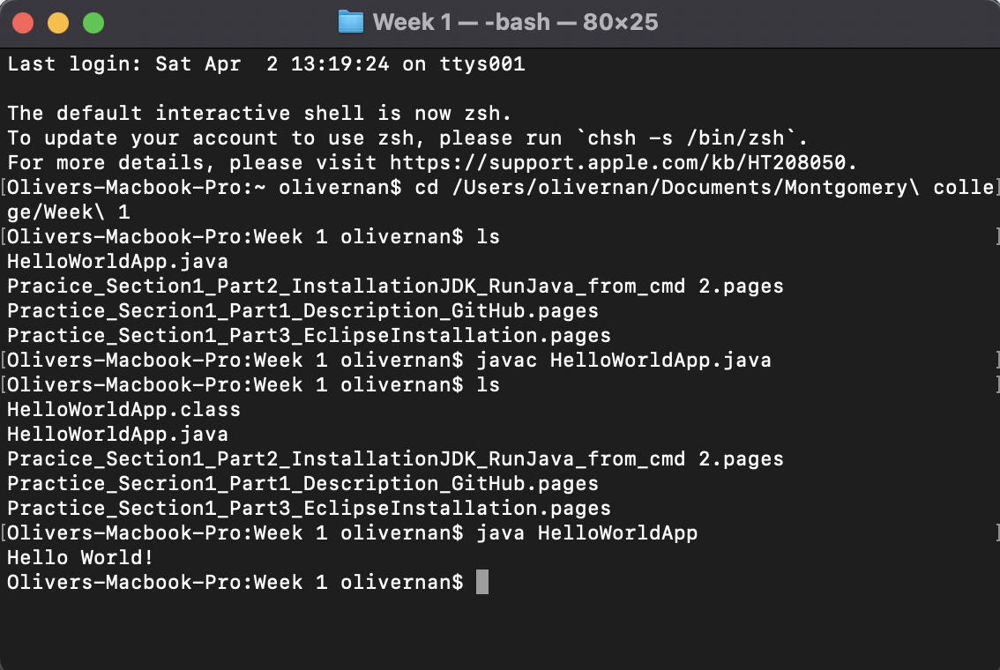 Week 1 — -bash — 80×25
Last login: Sat Apr  2 13:19:24 on ttys001
The default interactive shell is now zsh.
To update your account to use zsh, please run `chsh -s /bin/zsh`.
For more details, please visit https://support.apple.com/kb/HT208050.
[Olivers-Macbook-Pro:~ olivernan$ cd /Users/olivernan/Documents/Montgomery\ colle]
ge/Week\ 1
[Olivers-Macbook-Pro:Week 1 olivernan$ ls ]
HelloWorldApp.java
Pracice_Section1_Part2_InstallationJDK_RunJava_from_cmd 2.pages
Practice_Secrion1_Part1_Description_GitHub.pages
Practice_Section1_Part3_EclipseInstallation.pages
[Olivers-Macbook-Pro:Week 1 olivernan$ javac HelloWorldApp.java ]
[Olivers-Macbook-Pro:Week 1 olivernan$ ls ]
HelloWorldApp.class
HelloWorldApp.java
Pracice_Section1_Part2_InstallationJDK_RunJava_from_cmd 2.pages
Practice_Secrion1_Part1_Description_GitHub.pages
Practice_Section1_Part3_EclipseInstallation.pages
[Olivers-Macbook-Pro:Week 1 olivernan$ java HelloWorldApp ]
Hello World!
Olivers-Macbook-Pro:Week 1 olivernan$